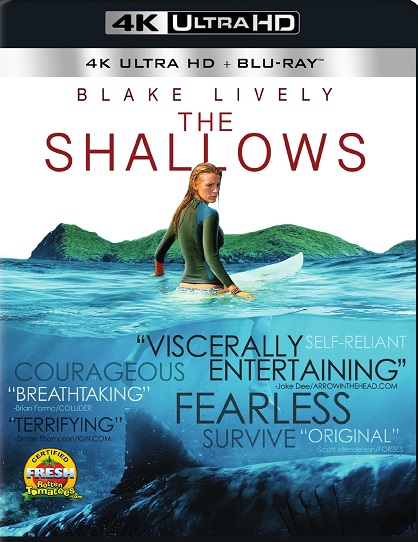 4K ULTRA HD
4K ULTRA HD + BLU-RAY™
BLAKE LIVELY
THE
SHALLOWS
"VISCERALLY SELF-RELIANT
COURAGEOUS ENTERTAINING"
-Jake Dee/ARROWINTHEHEAD.COM
"BREATHTAKING"
-Brian Formo/COLLIDER
FEARLESS
"TERRIFYING"
-Simon Thompson/IGN.COM
SURVIVE "ORIGINAL"
-Scott Mendelson/FORBES
CERTIFIED
FRESH
Rotten
Tomatoes.com